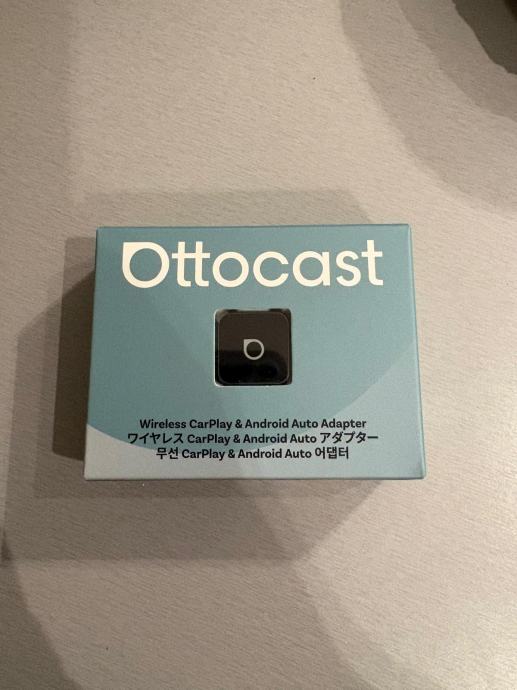 Ottocast
Wireless CarPlay & Android Auto Adapter
ワイヤレス CarPlay & Android Auto アダプター
무선 CarPlay & Android Auto 어댑터